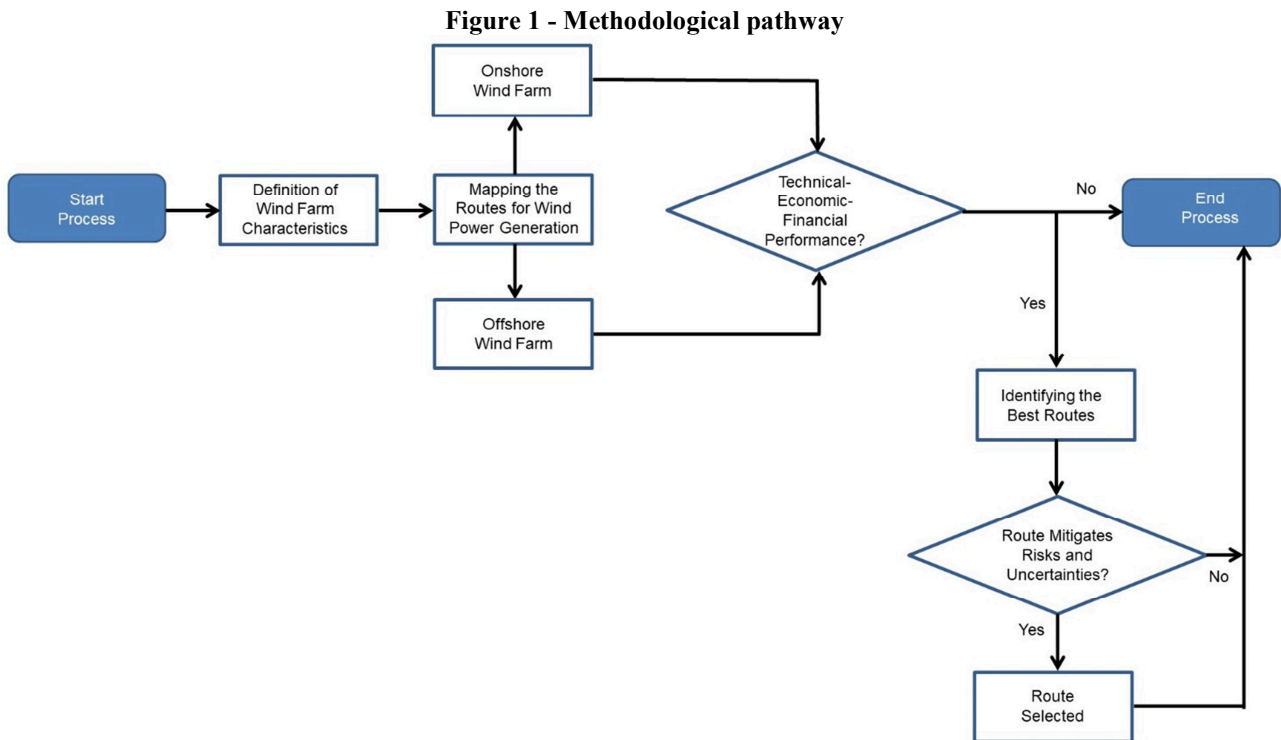 Figure 1 - Methodological pathway
Onshore
Wind Farm
Start
Process
Definition of
Wind Farm
Characteristics
Mapping the
Routes for Wind
Power Generation
Offshore
Wind Farm
Technical-
Economic-
Financial
Performance?
No
End
Process
Yes
Identifying the
Best Routes
Route Mitigates
Risks and
Uncertainties?
No
Yes
Route
Selected